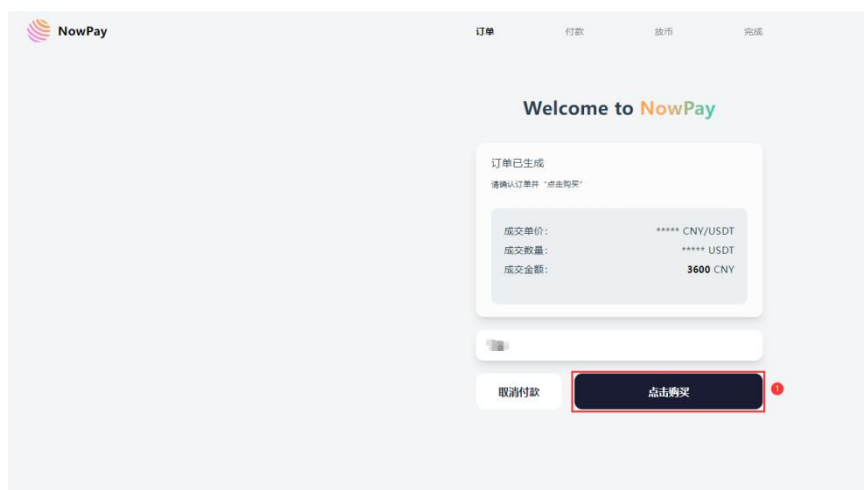 NowPay
订单 付款 放币 完成
Welcome to NowPay
订单已生成
请确认订单并“点击购买”
成交单价： ***** CNY/USDT
成交数量： ***** USDT
成交金额： 3600 CNY
取消付款 点击购买 1